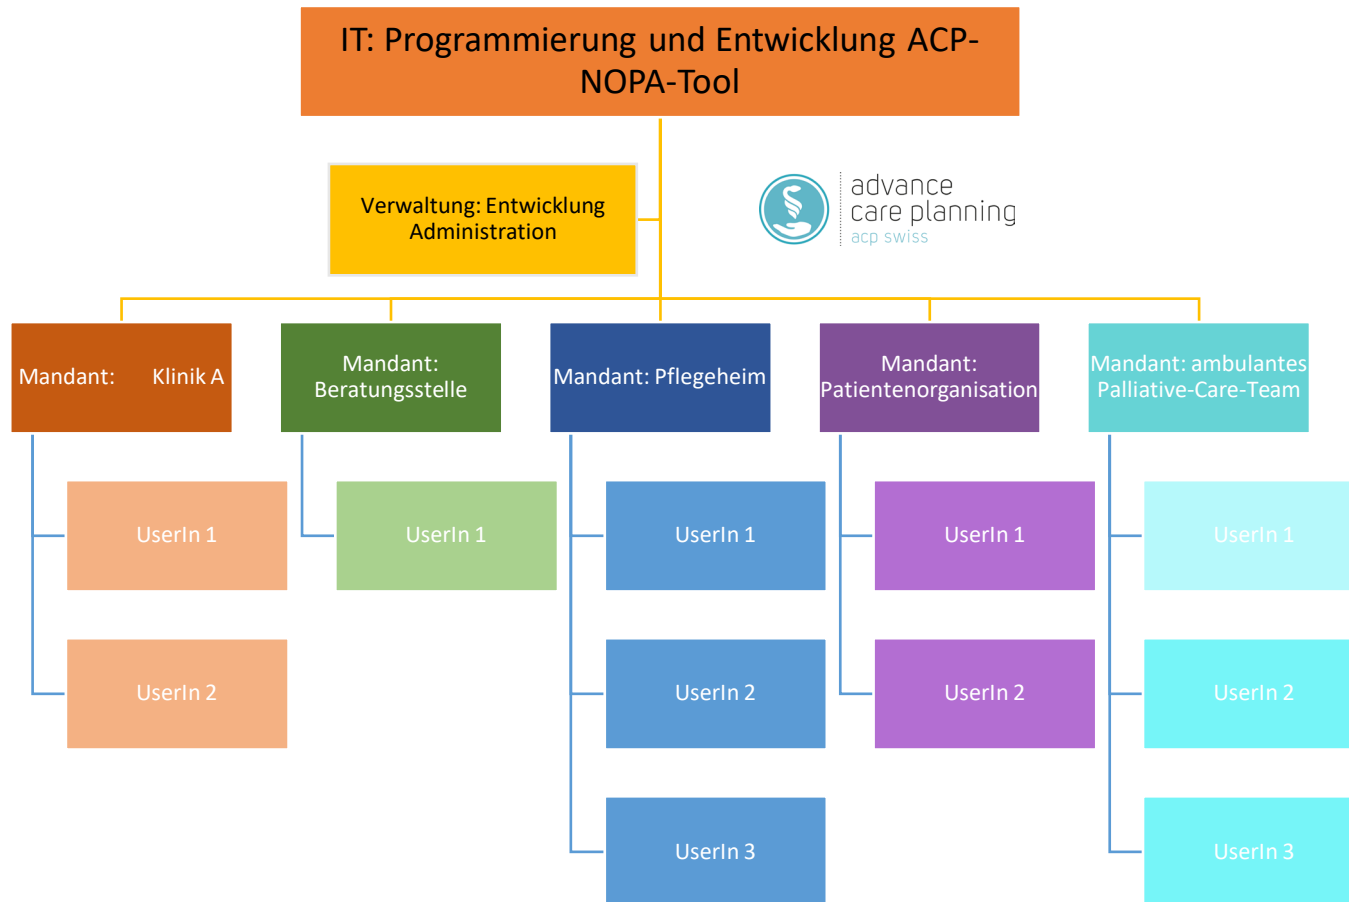 IT: Programmierung und Entwicklung ACP-
NOPA-Tool
Verwaltung: Entwicklung
Administration
advance
care planning
acp swiss
Mandant: Klinik A
Mandant:
Beratungsstelle
Mandant: Pflegeheim
Mandant:
Patientenorganisation
Mandant: ambulantes
Palliative-Care-Team
UserIn 1
UserIn 1
UserIn 1
UserIn 1
UserIn 1
UserIn 2
UserIn 2
UserIn 2
UserIn 2
UserIn 3
UserIn 3